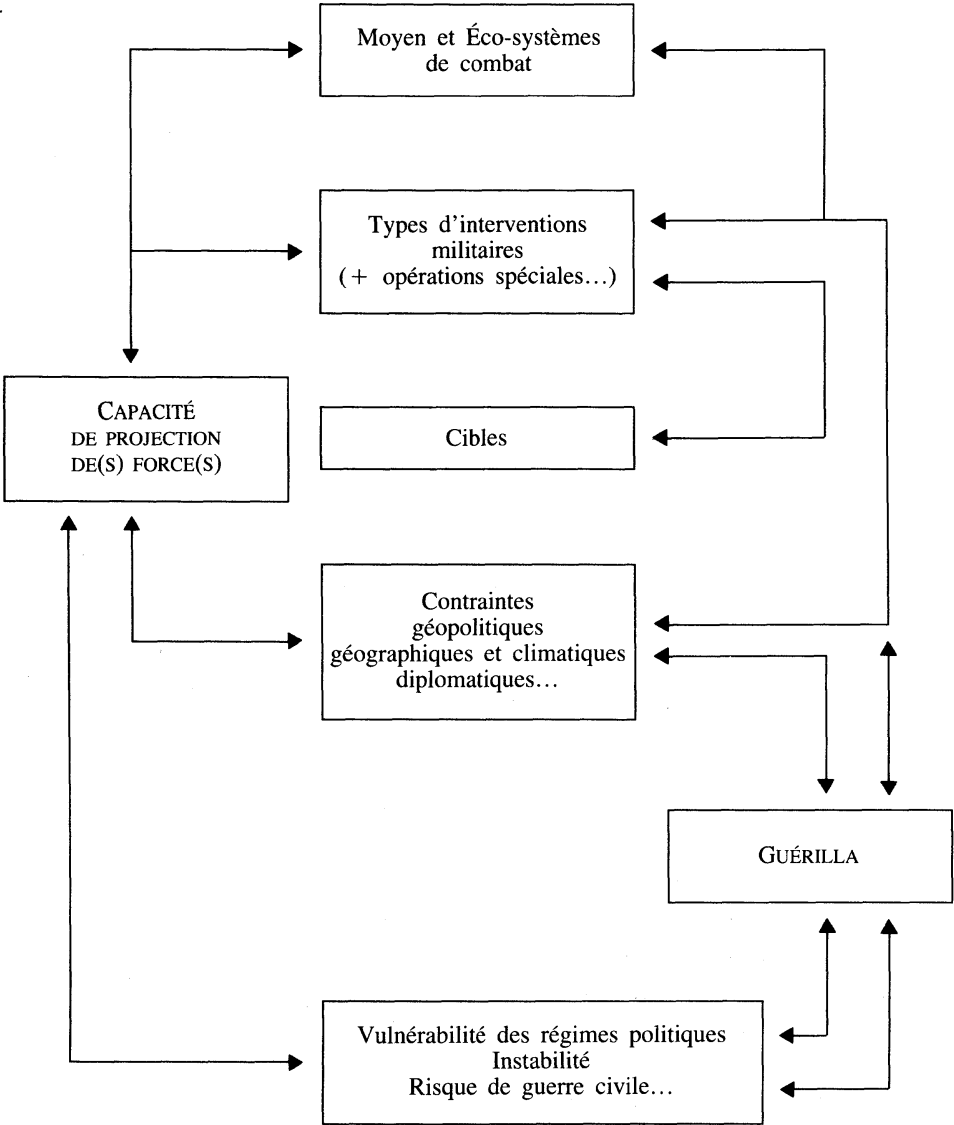 Moyen et Éco-systèmes
de combat
Types d'interventions
militaires
(+ opérations spéciales...)
CAPACITÉ
DE PROJECTION
DE(S) FORCE(S)
Cibles
Contraintes
géopolitiques
géographiques et climatiques
diplomatiques...
GUÉRILLA
Vulnérabilité des régimes politiques
Instabilité
Risque de guerre civile...